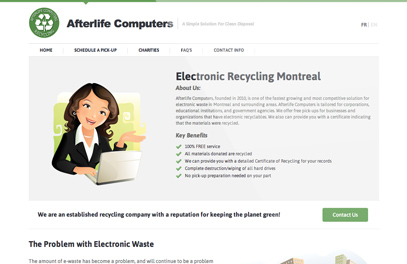 Afterlife Computers
A Simple Solution For Clean Disposal
FR | EN
HOME
SCHEDULE A PICK-UP
CHARITIES
FAQ'S
CONTACT INFO
Electronic Recycling Montreal
About Us:
Afterlife Computers, founded in 2010, is one of the fastest growing and most competitive solution for
electronic waste in Montreal and surrounding areas. Afterlife Computers is tailored for corporations,
educational institutions, and government agencies. We offer free pick-ups for businesses and
organizations that have electronic recyclables. We also can provide you with a certificate indicating
that the materials were recycled.
Key Benefits
100% FREE service
All materials donated are recycled
We can provide you with a detailed Certificate of Recycling for your records
Complete destruction/wiping of all hard drives
No pick-up preparation needed on your part
We are an established recycling company with a reputation for keeping the planet green!
Contact Us
The Problem with Electronic Waste
The amount of e-waste has become a problem, and will continue to be a problem